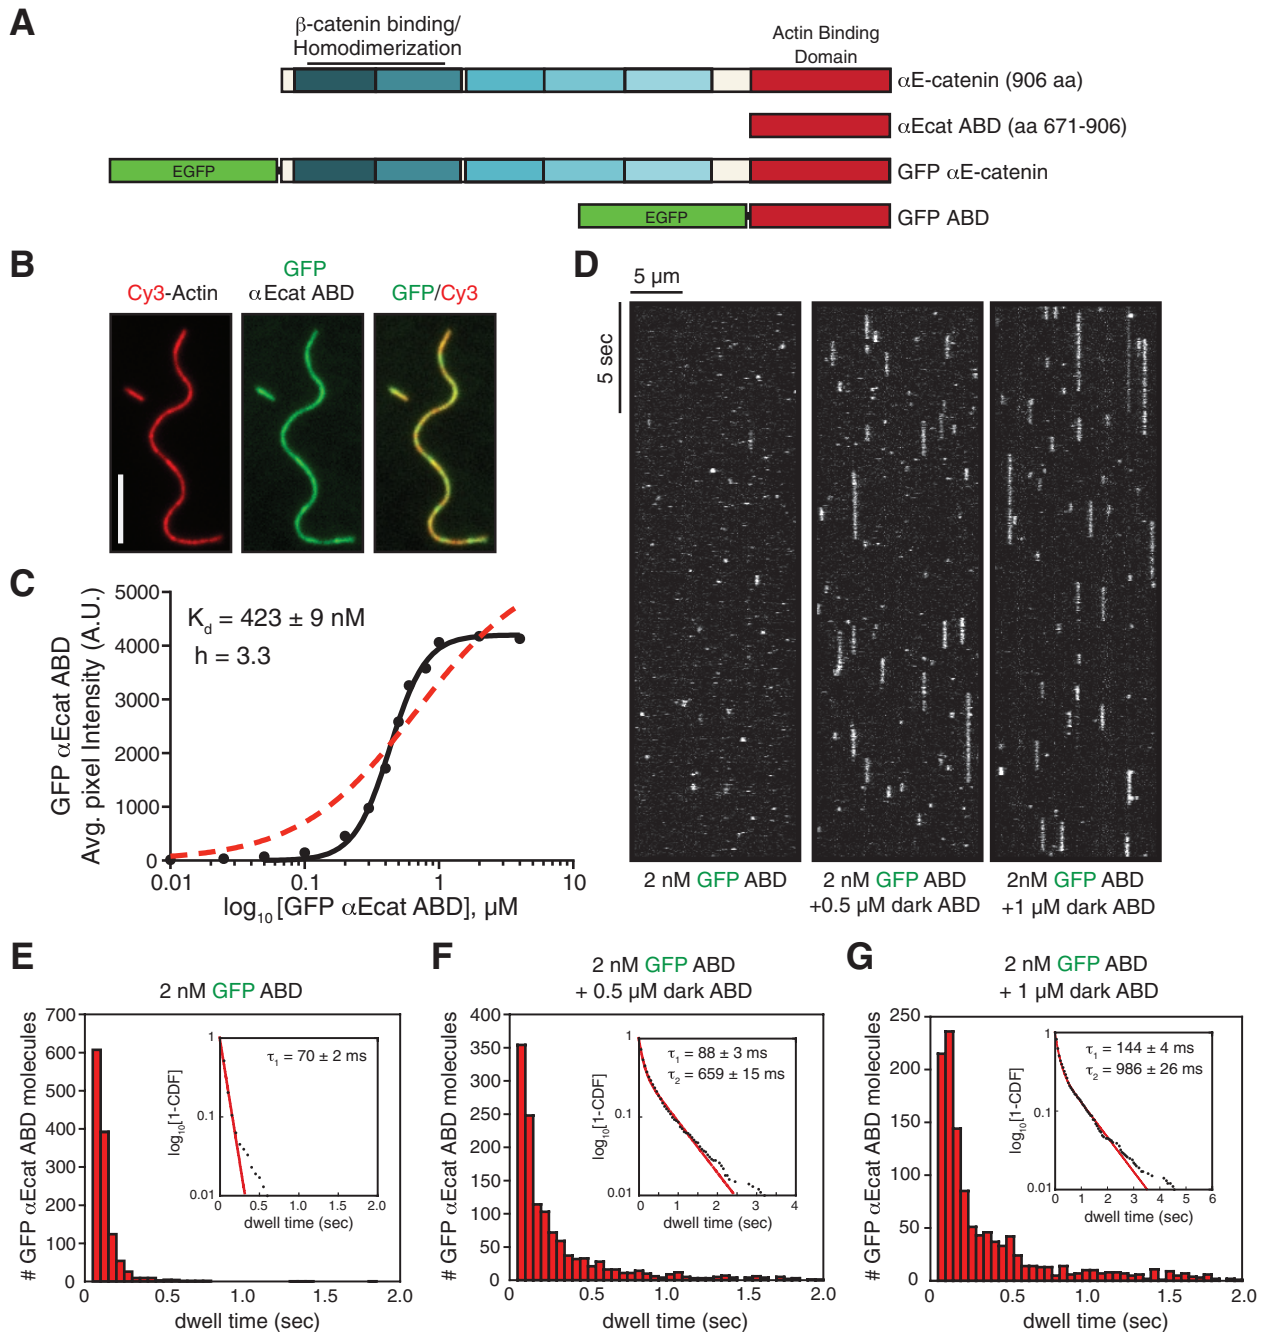 A
β-catenin binding/
Homodimerization
Actin Binding
Domain
αE-catenin (906 aa)
αEcat ABD (aa 671-906)
EGFP
GFP αE-catenin
EGFP
GFP ABD
B
Cy3-Actin
GFP
αEcat ABD
GFP/Cy3
C
GFP αEcat ABD
Avg. pixel Intensity (A.U.)
5000
4000
3000
2000
1000
0
Kd = 423 ± 9 nM
h = 3.3
0.01
0.1
1
10
log10 [GFP αEcat ABD], μM
D
5 μm
5 sec
2 nM GFP ABD
2 nM GFP ABD
+0.5 μM dark ABD
2nM GFP ABD
+1 μM dark ABD
E
2 nM GFP ABD
# GFP αEcat ABD molecules
700
600
500
400
300
200
100
0
0
0.5
1.0
1.5
2.0
dwell time (sec)
log10[1-CDF]
1
0.1
0.01
τ1 = 70 ± 2 ms
0
0.5
1.0
1.5
2.0
dwell time (sec)
F
2 nM GFP ABD
+ 0.5 μM dark ABD
# GFP αEcat ABD molecules
400
350
300
250
200
150
100
50
0
0
0.5
1.0
1.5
2.0
dwell time (sec)
log10[1-CDF]
1
0.1
0.01
τ1 = 88 ± 3 ms
τ2 = 659 ± 15 ms
0
1
2
3
4
dwell time (sec)
G
2 nM GFP ABD
+ 1 μM dark ABD
# GFP αEcat ABD molecules
250
200
150
100
50
0
0
0.5
1.0
1.5
2.0
dwell time (sec)
log10[1-CDF]
1
0.1
0.01
τ1 = 144 ± 4 ms
τ2 = 986 ± 26 ms
0
1
2
3
4
5
6
dwell time (sec)